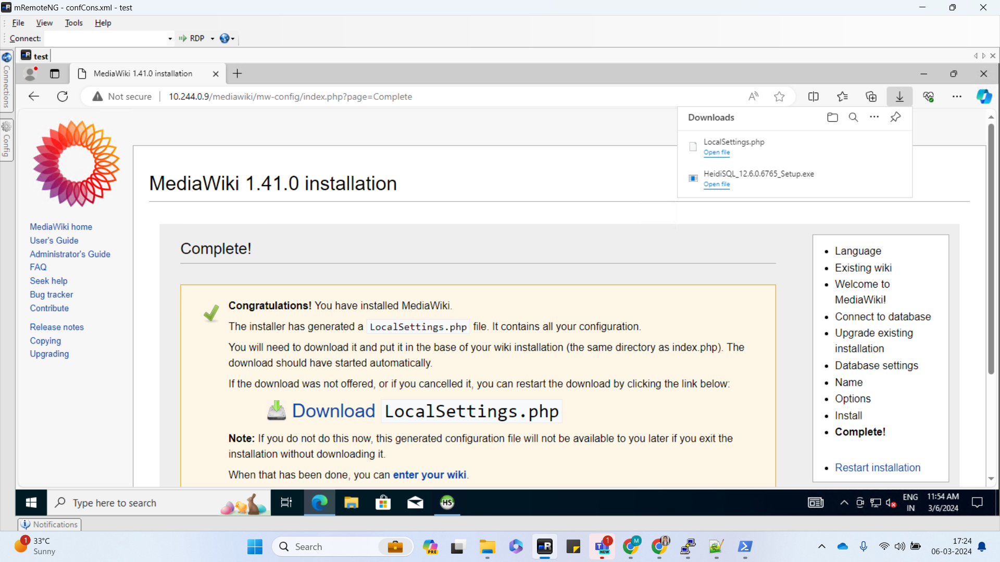 mRemoteNG - confCons.xml - test
File View Tools Help
Connect: RDP
test
Connections
Config
MediaWiki 1.41.0 installation
Not secure 10.244.0.9/mediawiki/mw-config/index.php?page=Complete
Downloads
LocalSettings.php
Open file
HeidiSQL_12.6.0.6765_Setup.exe
Open file
MediaWiki home
User's Guide
Administrator's Guide
FAQ
Seek help
Bug tracker
Contribute
Release notes
Copying
Upgrading
MediaWiki 1.41.0 installation
Complete!
Congratulations! You have installed MediaWiki.
The installer has generated a LocalSettings.php file. It contains all your configuration.
You will need to download it and put it in the base of your wiki installation (the same directory as index.php). The
download should have started automatically.
If the download was not offered, or if you cancelled it, you can restart the download by clicking the link below:
Download LocalSettings.php
Note: If you do not do this now, this generated configuration file will not be available to you later if you exit the
installation without downloading it.
When that has been done, you can enter your wiki.
Language
Existing wiki
Welcome to
MediaWiki!
Connect to database
Upgrade existing
installation
Database settings
Name
Options
Install
Complete!
Restart installation
Type here to search
HS
ENG
IN
11:54 AM
3/6/2024
Notifications
1
33°C
Sunny
Search
PRE
mR
1
NEW
M
17:24
06-03-2024